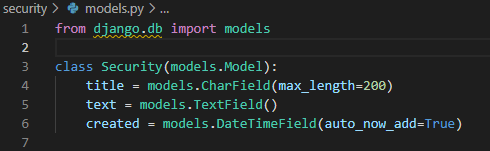 security > models.py > ...
1 from django.db import models
2
3 class Security(models.Model):
4     title = models.CharField(max_length=200)
5     text = models.TextField()
6     created = models.DateTimeField(auto_now_add=True)
7